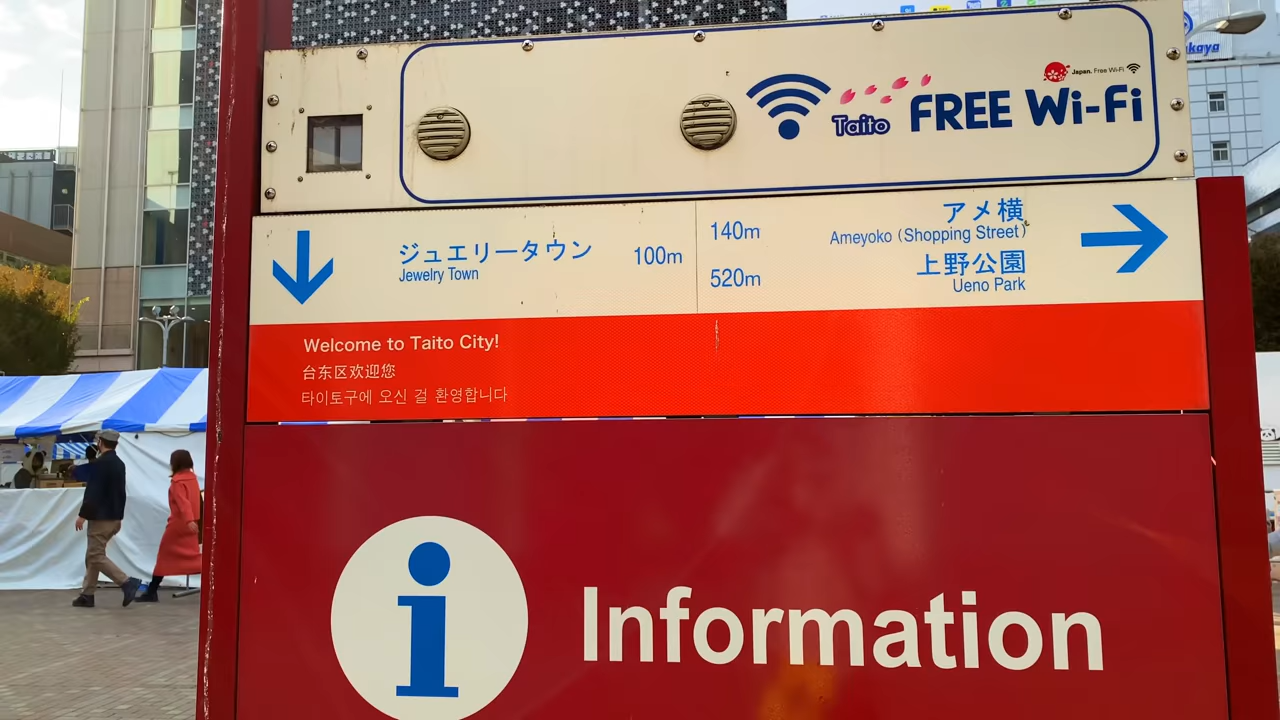 kaya
Japan. Free Wi-Fi
Taito FREE Wi-Fi
ジュエリータウン 100m
Jewelry Town
140m アメ横
Ameyoko (Shopping Street)
520m 上野公園
Ueno Park
Welcome to Taito City!
台东区欢迎您
타이토구에 오신 걸 환영합니다
i Information